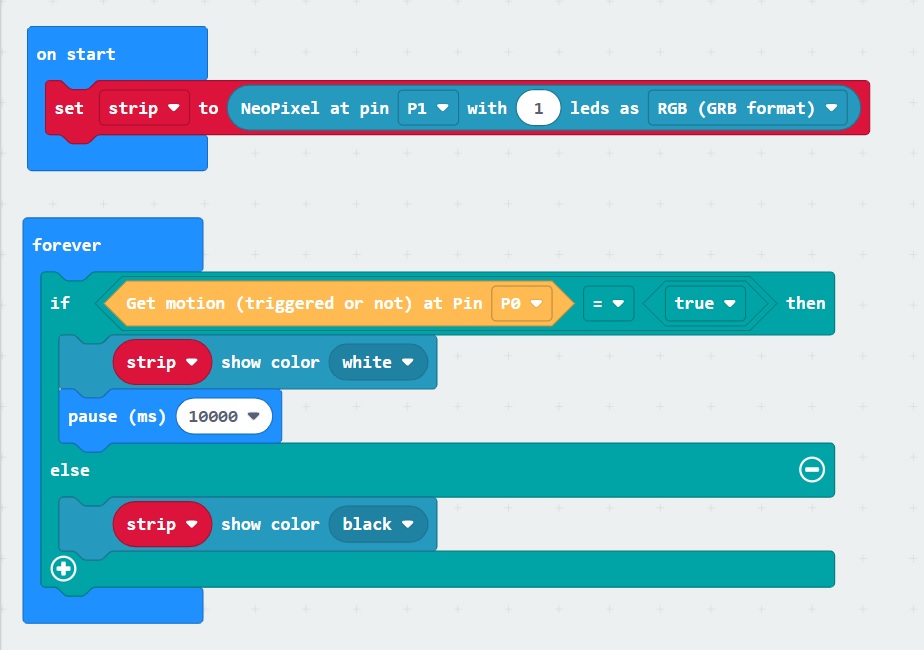 on start
set strip to NeoPixel at pin P1 with 1 leds as RGB (GRB format)
forever
if Get motion (triggered or not) at Pin P0 = true then
strip show color white
pause (ms) 10000
else
strip show color black